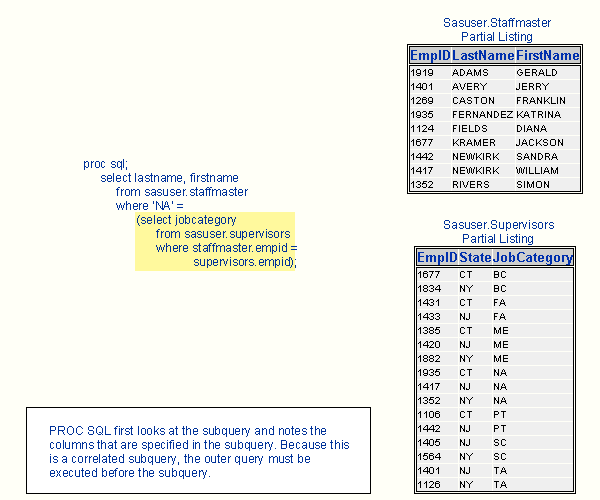 proc sql;
select lastname, firstname
from sasuser.staffmaster
where 'NA' =
(select jobcategory
from sasuser.supervisors
where staffmaster.empid =
supervisors.empid);
PROC SQL first looks at the subquery and notes the
columns that are specified in the subquery. Because this
is a correlated subquery, the outer query must be
executed before the subquery.
Sasuser.Staffmaster
Partial Listing
EmpID LastName FirstName
1919 ADAMS GERALD
1401 AVERY JERRY
1269 CASTON FRANKLIN
1935 FERNANDEZ KATRINA
1124 FIELDS DIANA
1677 KRAMER JACKSON
1442 NEWKIRK SANDRA
1417 NEWKIRK WILLIAM
1352 RIVERS SIMON
Sasuser.Supervisors
Partial Listing
EmpID State JobCategory
1677 CT BC
1834 NY BC
1431 CT FA
1433 NJ FA
1385 CT ME
1420 NJ ME
1882 NY ME
1935 CT NA
1417 NJ NA
1352 NY NA
1106 CT PT
1442 NJ PT
1405 NJ SC
1564 NY SC
1401 NJ TA
1126 NY TA